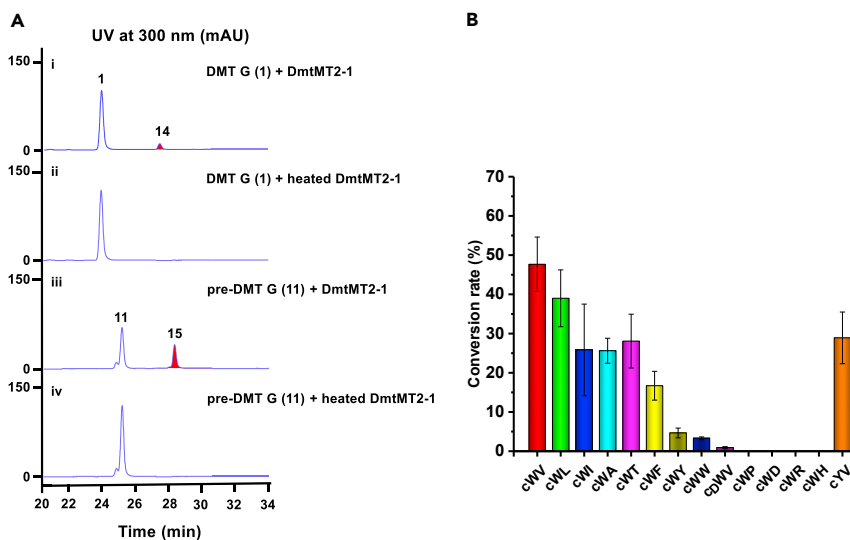 A
UV at 300 nm (mAU)
150
i
1
DMT G (1) + DmtMT2-1
14
0
150
ii
DMT G (1) + heated DmtMT2-1
0
150
iii
pre-DMT G (11) + DmtMT2-1
11
15
0
150
iv
pre-DMT G (11) + heated DmtMT2-1
0
20 22 24 26 28 30 32 34
Time (min)
B
70
60
50
40
30
20
10
0
Conversion rate (%)
cWV cWL cWI cWA cWT cWF cWY cWW cDWV cWP cWD cWR cWH cYV